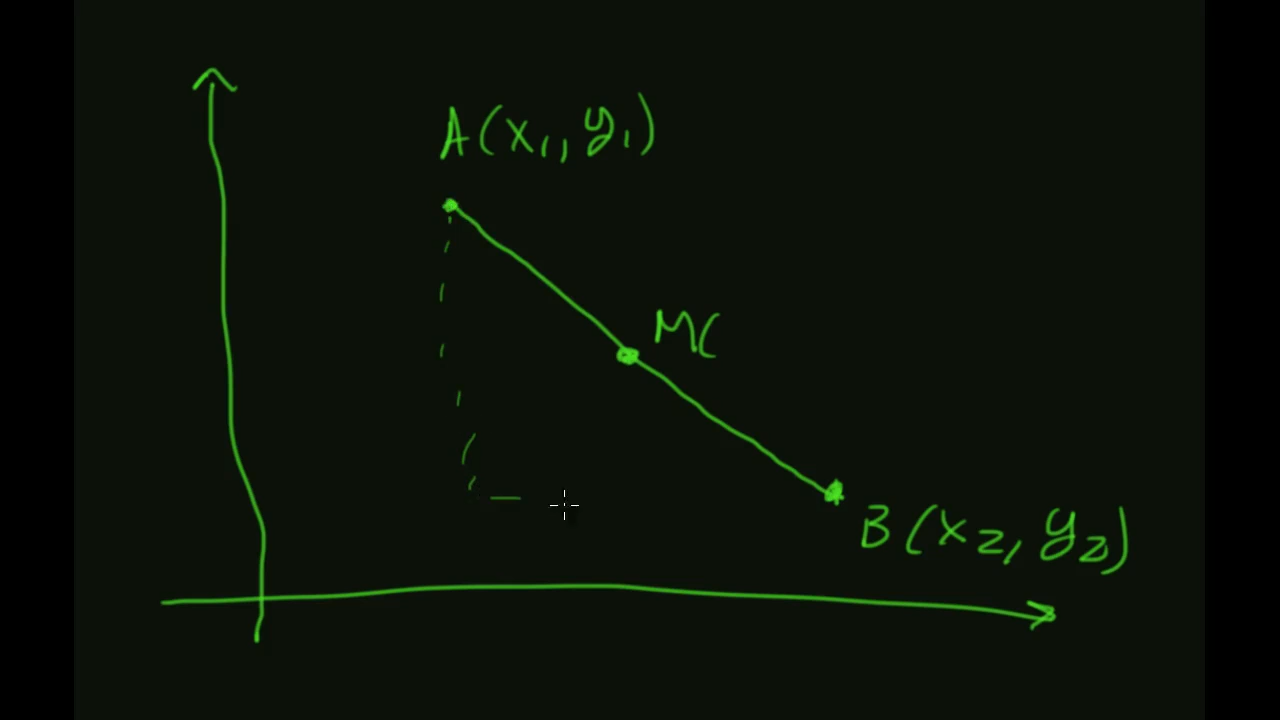 A(x₁, y₁)
M(
B(x₂, y₂)